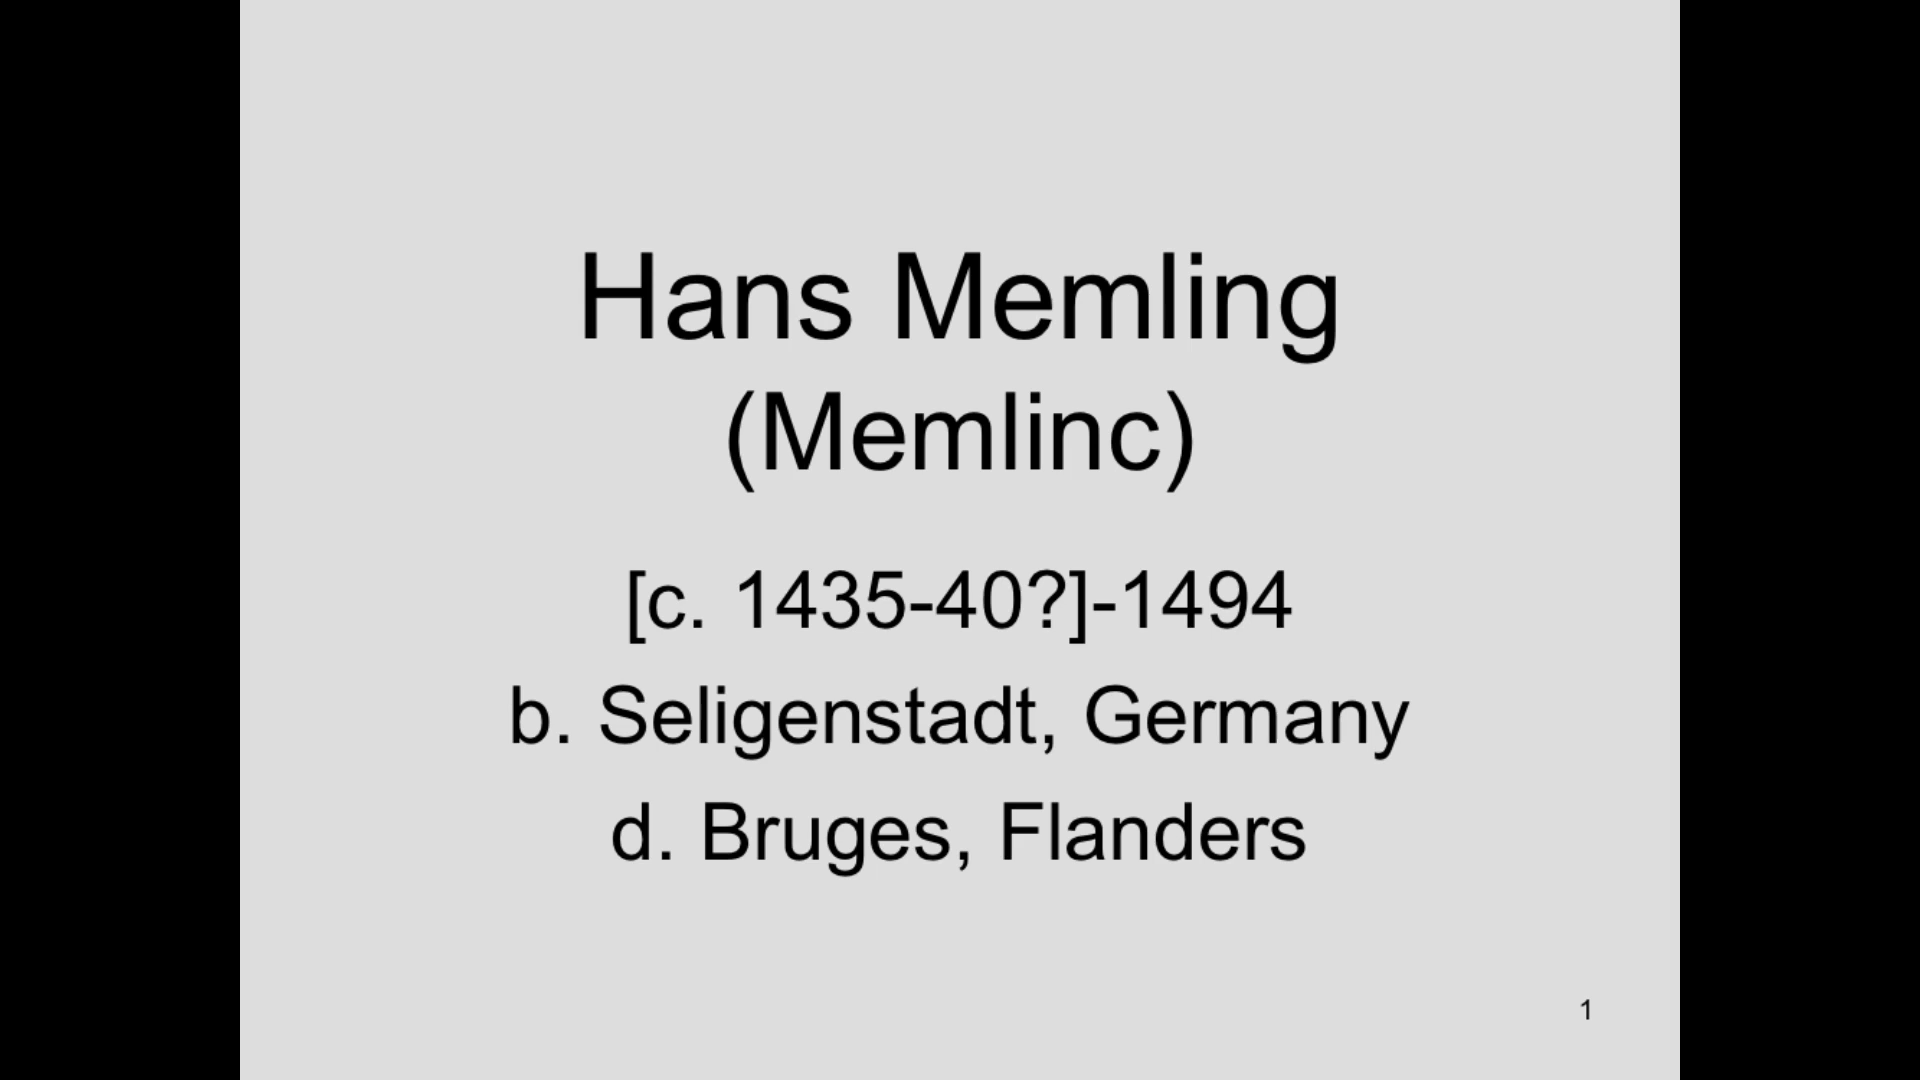 Hans Memling
(Memlinc)
[c. 1435-40?]-1494
b. Seligenstadt, Germany
d. Bruges, Flanders
1